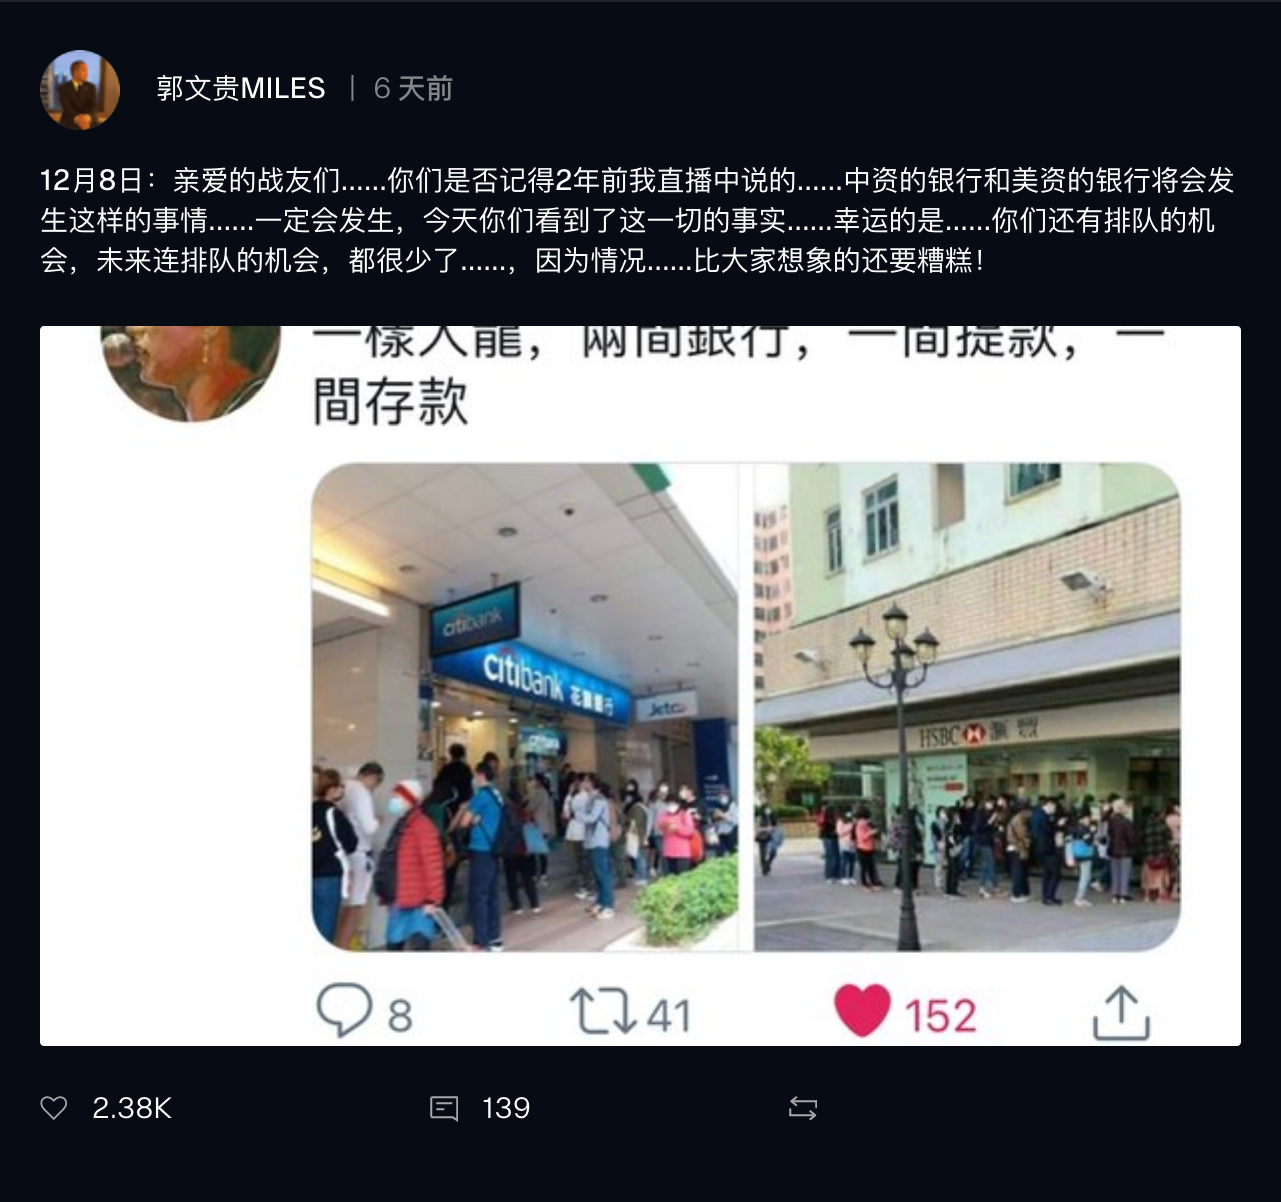 郭文贵MILES | 6 天前
12月8日：亲爱的战友们......你们是否记得2年前我直播中说的......中资的银行和美资的银行将会发
生这样的事情......一定会发生，今天你们看到了这一切的事实......幸运的是......你们还有排队的机
会，未来连排队的机会，都很少了......，因为情况......比大家想象的还要糟糕！
一樣人龍，兩間銀行，一間提款，一
間存款
citibank
citibank 花旗銀行
Jetco
citibank
HSBC 滙豐
8
41
152
2.38K
139